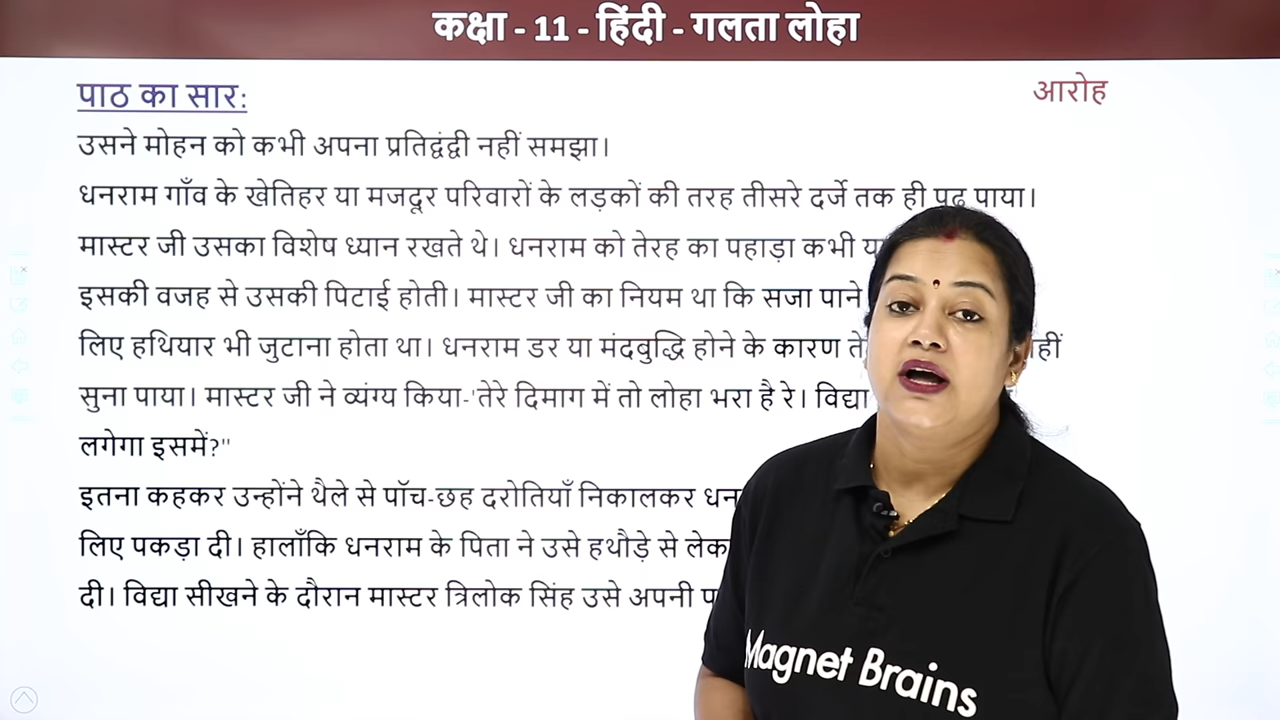 कक्षा - 11 - हिंदी - गलता लोहा
पाठ का सार:
आरोह
उसने मोहन को कभी अपना प्रतिद्वंद्वी नहीं समझा।
धनराम गाँव के खेतिहर या मजदूर परिवारों के लड़कों की तरह तीसरे दर्जे तक ही पढ़ पाया।
मास्टर जी उसका विशेष ध्यान रखते थे। धनराम को तेरह का पहाड़ा कभी
इसकी वजह से उसकी पिटाई होती। मास्टर जी का नियम था कि सजा पाने
लिए हथियार भी जुटाना होता था। धनराम डर या मंदबुद्धि होने के कारण
सुना पाया। मास्टर जी ने व्यंग्य किया-'तेरे दिमाग में तो लोहा भरा है रे। विद्या
लगेगा इसमें?"
इतना कहकर उन्होंने थैले से पॉच-छह दरोतियाँ निकालकर
लिए पकड़ा दी। हालाँकि धनराम के पिता ने उसे हथौड़े से
दी। विद्या सीखने के दौरान मास्टर त्रिलोक सिंह उसे अपनी
Magnet Brains